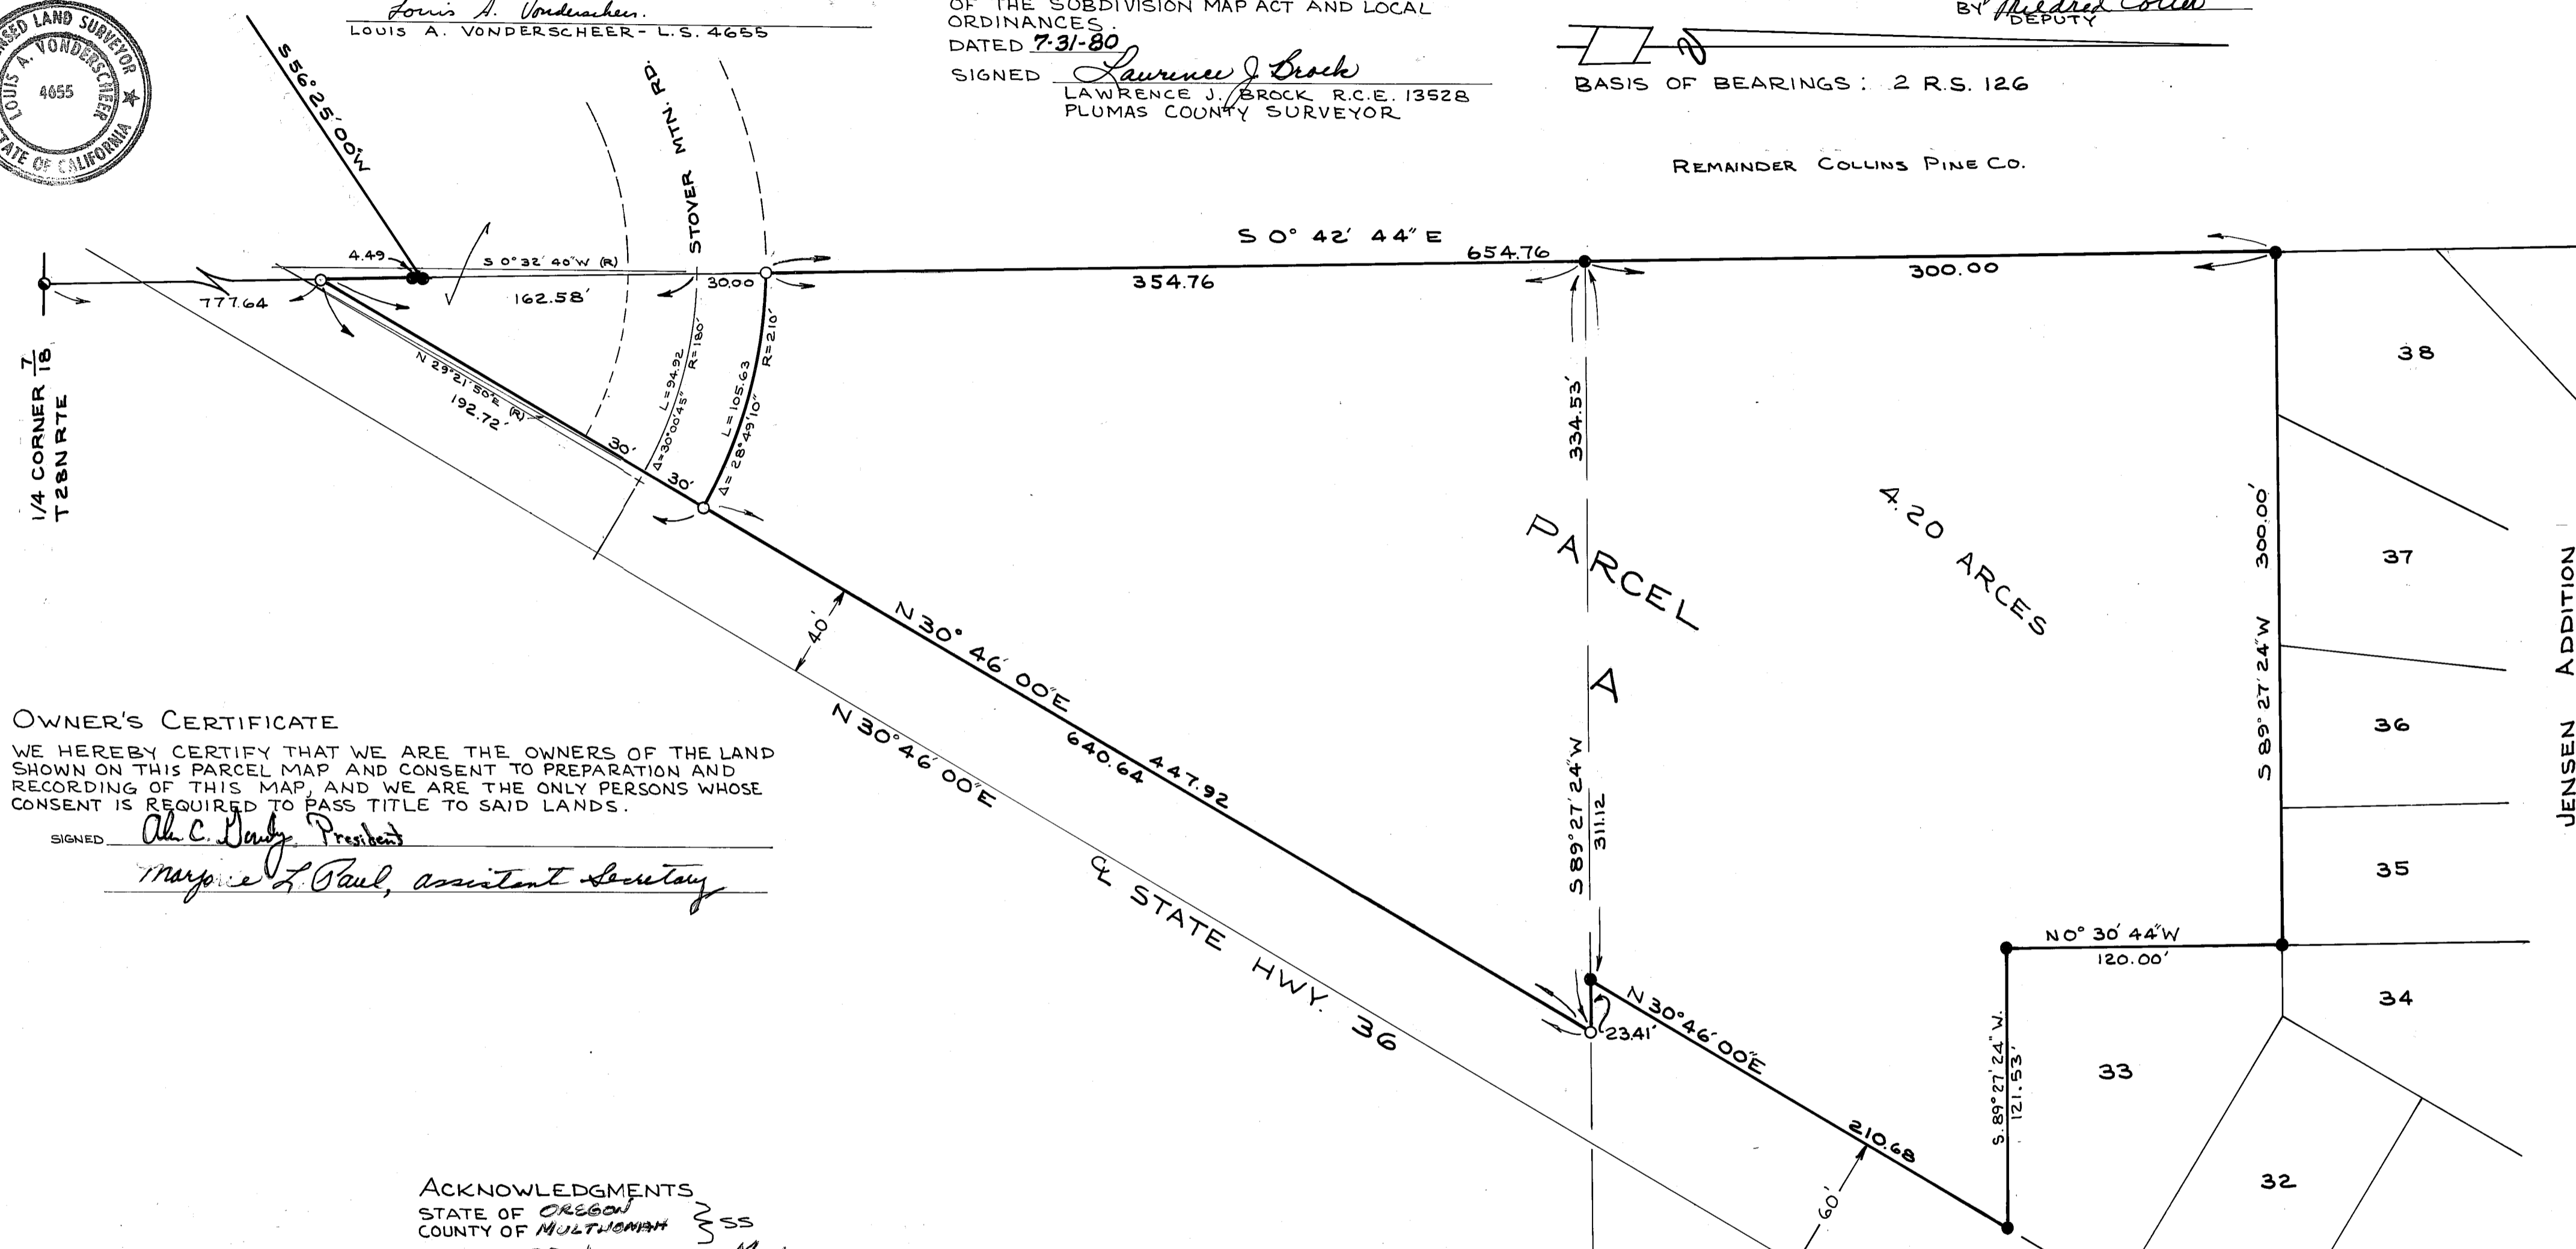 LICENSED LAND SURVEYOR
LOUIS A. VONDERSCHEER
4655
STATE OF CALIFORNIA
Louis A. Vonderscheer.
LOUIS A. VONDERSCHEER - L.S. 4655
OF THE SUBDIVISION MAP ACT AND LOCAL
ORDINANCES.
DATED 7-31-80
SIGNED Lawrence J Brock
LAWRENCE J. BROCK R.C.E. 13528
PLUMAS COUNTY SURVEYOR
BY Mildred
DEPUTY
BASIS OF BEARINGS: 2 R.S. 126
REMAINDER COLLINS PINE CO.
S 56°25'00"W
STOVER MTN. RD.
4.49
S 0°32'40"W (R)
777.64
162.58'
30.00
S 0° 42' 44" E
654.76
354.76
300.00
1/4 CORNER 7/18
T28N R7E
N 29°21'50"E (R)
192.72'
30'
30'
L=94.92
R=180'
Δ=30°00'45"
L=105.63
R=210'
Δ=28°49'10"
334.53'
S 89°27'24"W
311.12
PARCEL
A
4.20 ARCES
S 89°27'24"W 300.00'
38
37
36
35
34
33
32
JENSEN ADDITION
40'
N 30° 46' 00"E
640.64
447.92
N 30°46'00"E
℄ STATE HWY. 36
23.41'
N 30°46'00"E
210.68
60'
N 0° 30' 44"W
120.00'
S. 89°27'24"W.
121.53'
OWNER'S CERTIFICATE
WE HEREBY CERTIFY THAT WE ARE THE OWNERS OF THE LAND
SHOWN ON THIS PARCEL MAP AND CONSENT TO PREPARATION AND
RECORDING OF THIS MAP, AND WE ARE THE ONLY PERSONS WHOSE
CONSENT IS REQUIRED TO PASS TITLE TO SAID LANDS.
SIGNED C. President
Marjorie L. Paul, assistant Secretary
ACKNOWLEDGMENTS
STATE OF OREGON
COUNTY OF MULTNOMAH } SS